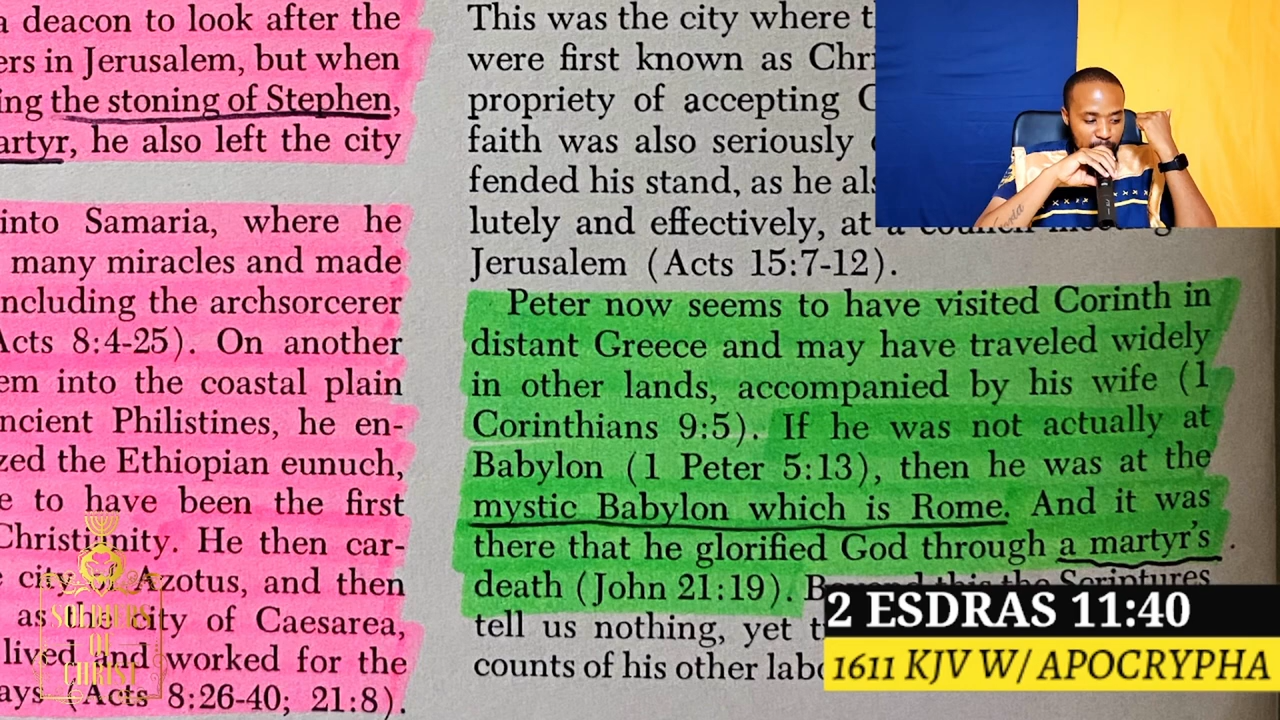 a deacon to look after the
ers in Jerusalem, but when
ing the stoning of Stephen,
artyr, he also left the city
into Samaria, where he
many miracles and made
ncluding the archsorcerer
Acts 8:4-25). On another
em into the coastal plain
ncient Philistines, he en-
zed the Ethiopian eunuch,
e to have been the first
Christianity. He then car-
city Azotus, and then
as the city of Caesarea,
lived and worked for the
ays (Acts 8:26-40; 21:8).
This was the city where t
were first known as Chri
propriety of accepting G
faith was also seriously
fended his stand, as he als
lutely and effectively, at a council
Jerusalem (Acts 15:7-12).
Peter now seems to have visited Corinth in
distant Greece and may have traveled widely
in other lands, accompanied by his wife (1
Corinthians 9:5). If he was not actually at
Babylon (1 Peter 5:13), then he was at the
mystic Babylon which is Rome. And it was
there that he glorified God through a martyr's
death (John 21:19). Beyond this the Scriptures
tell us nothing, yet t
counts of his other labo
SOLDIERS
OF
CHRIST
2 ESDRAS 11:40
1611 KJV W/ APOCRYPHA